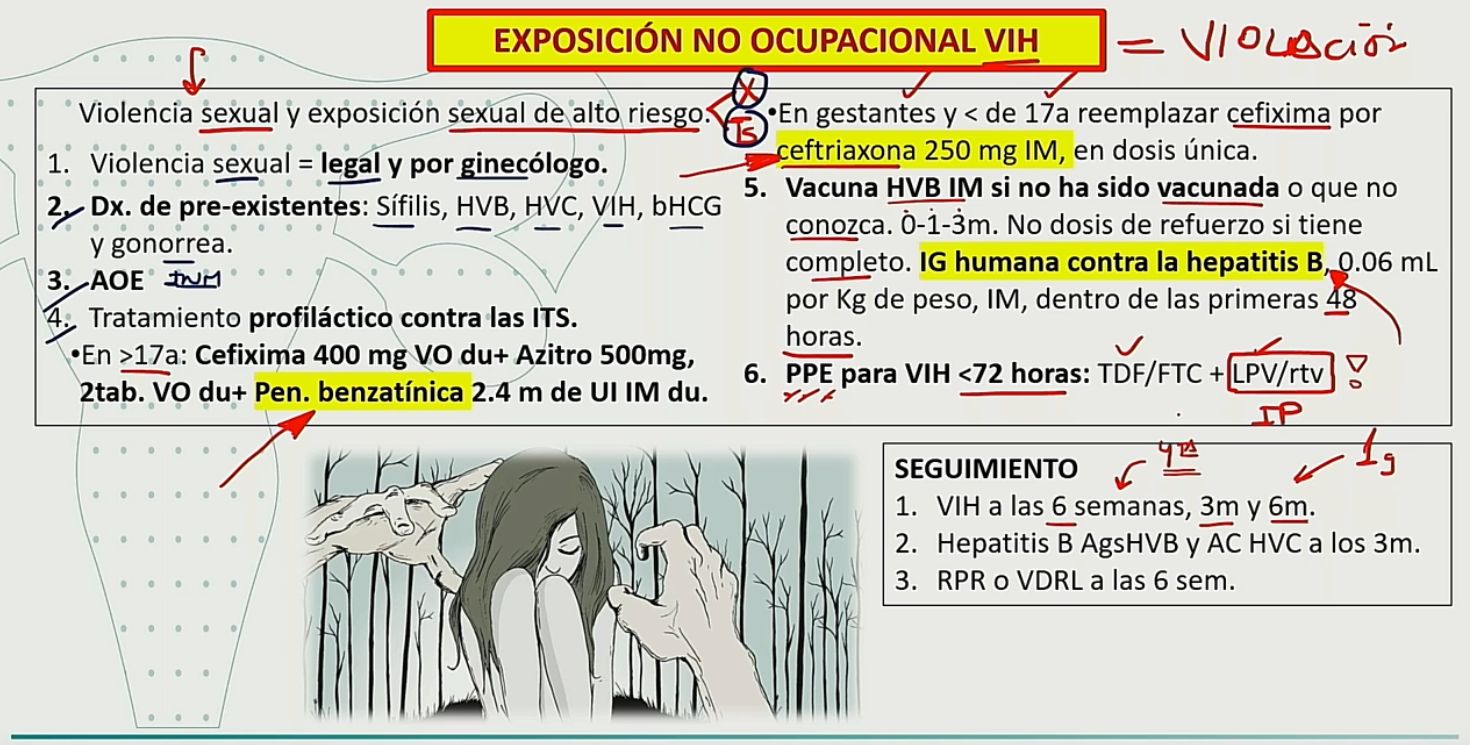 EXPOSICIÓN NO OCUPACIONAL VIH
= VIOLACIÓN
Violencia sexual y exposición sexual de alto riesgo.
X
TS
1. Violencia sexual = legal y por ginecólogo.
2. Dx. de pre-existentes: Sífilis, HVB, HVC, VIH, bHCG
y gonorrea.
3. AOE
4. Tratamiento profiláctico contra las ITS.
•En >17a: Cefixima 400 mg VO du+ Azitro 500mg,
2tab. VO du+ Pen. benzatínica 2.4 m de UI IM du.
•En gestantes y < de 17a reemplazar cefixima por
ceftriaxona 250 mg IM, en dosis única.
5. Vacuna HVB IM si no ha sido vacunada o que no
conozca. 0-1-3m. No dosis de refuerzo si tiene
completo. IG humana contra la hepatitis B, 0.06 mL
por Kg de peso, IM, dentro de las primeras 48
horas.
6. PPE para VIH <72 horas: TDF/FTC + LPV/rtv
IP
SEGUIMIENTO
1. VIH a las 6 semanas, 3m y 6m.
2. Hepatitis B AgsHVB y AC HVC a los 3m.
3. RPR o VDRL a las 6 sem.